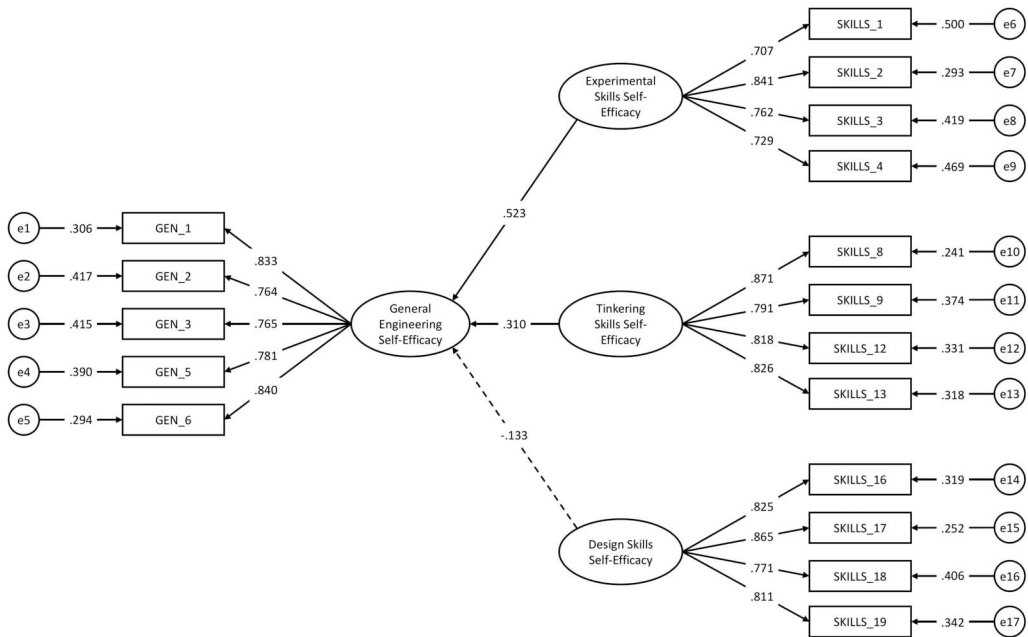 SKILLS_1
.500
e6
.707
SKILLS_2
.293
e7
.841
Experimental
Skills Self-
Efficacy
.762
SKILLS_3
.419
e8
.729
SKILLS_4
.469
e9
.523
e1
.306
GEN_1
.833
e2
.417
GEN_2
.764
e3
.415
GEN_3
.765
e4
.390
GEN_5
.781
e5
.294
GEN_6
.840
General
Engineering
Self-Efficacy
.310
Tinkering
Skills Self-
Efficacy
.871
SKILLS_8
.241
e10
.791
SKILLS_9
.374
e11
.818
SKILLS_12
.331
e12
.826
SKILLS_13
.318
e13
-.133
Design Skills
Self-Efficacy
.825
SKILLS_16
.319
e14
.865
SKILLS_17
.252
e15
.771
SKILLS_18
.406
e16
.811
SKILLS_19
.342
e17